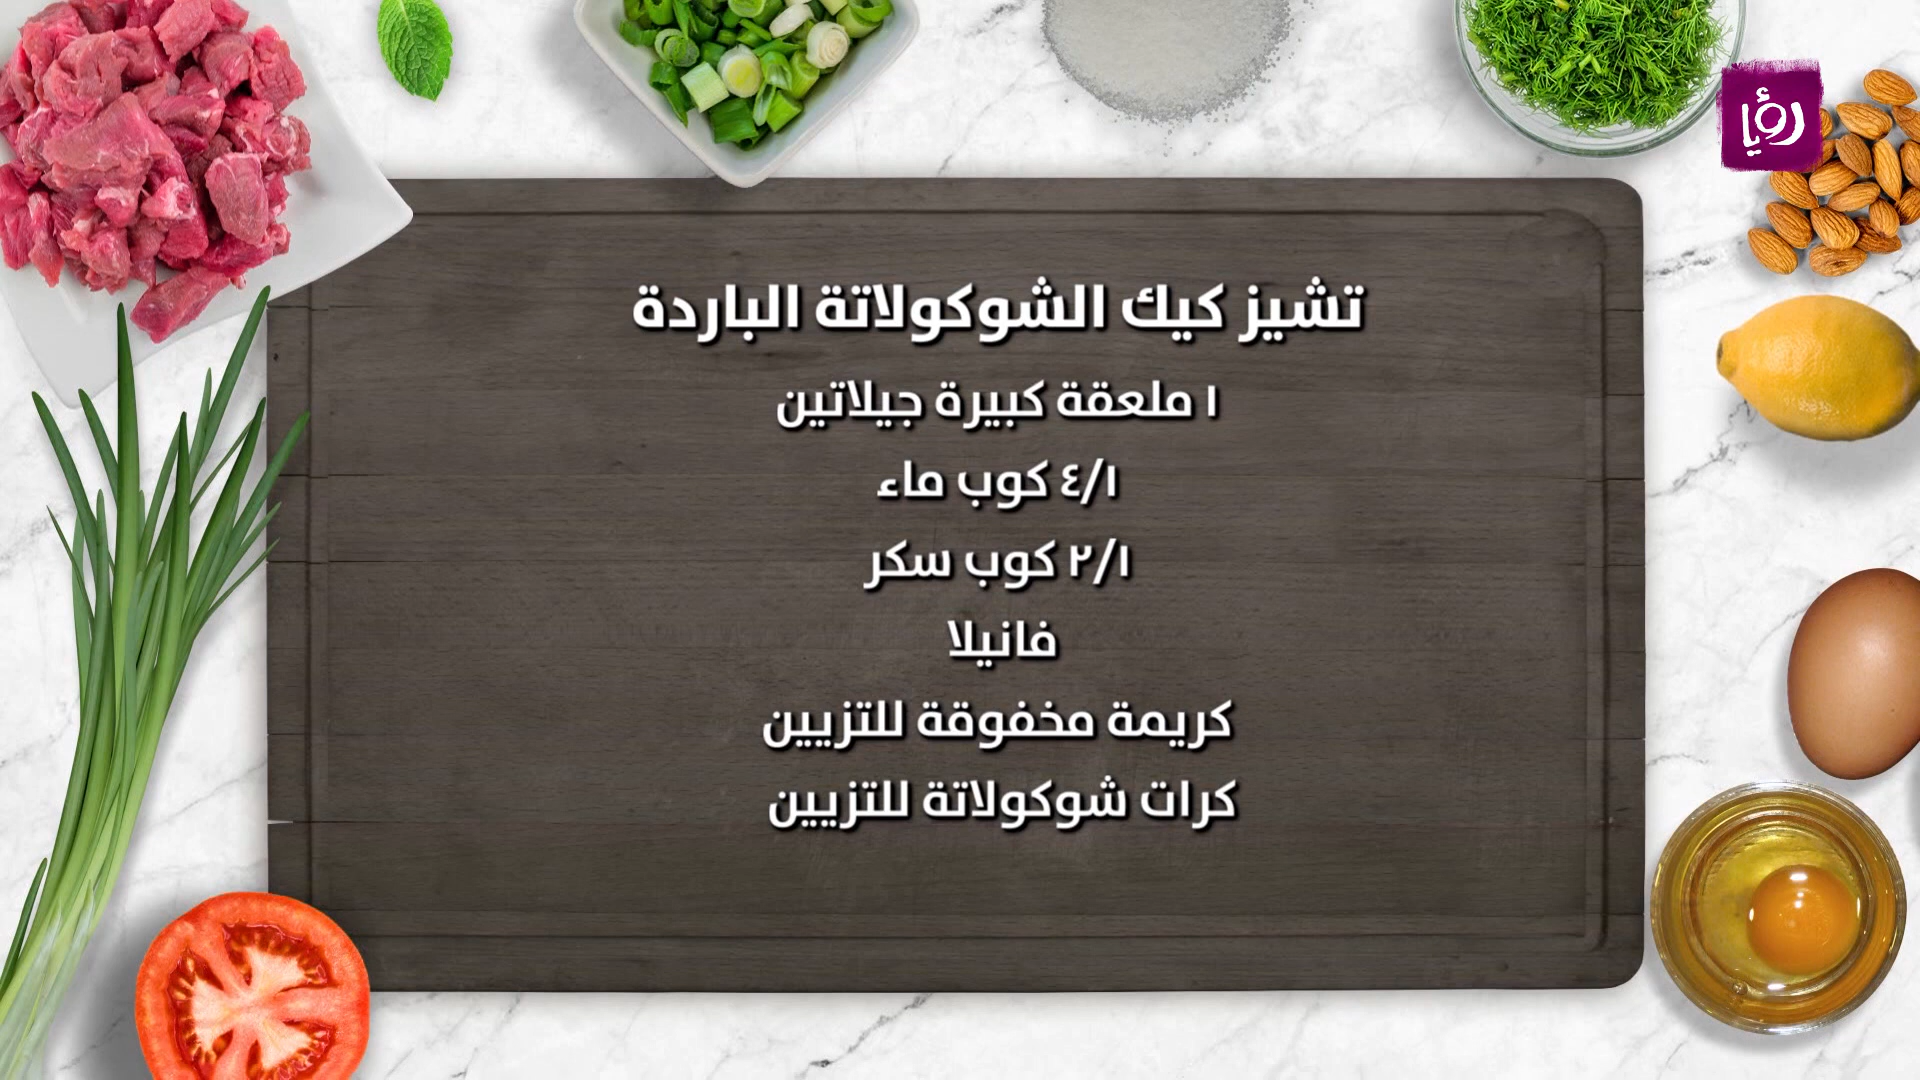 رؤيا
تشيز كيك الشوكولاتة الباردة
١ ملعقة كبيرة جيلاتين
٤/١ كوب ماء
٢/١ كوب سكر
فانيلا
كريمة مخفوقة للتزيين
كرات شوكولاتة للتزيين